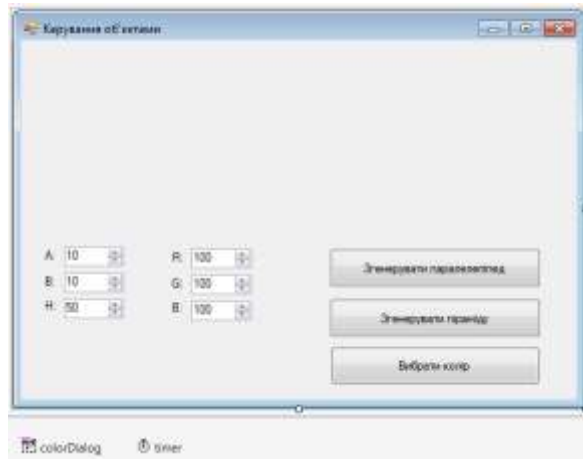 Керування об'єктами
A: 10
R: 100
B: 10
G: 100
H: 50
B: 100
Згенерувати паралелепіпед
Згенерувати піраміду
Вибрати колір
colorDialog
timer